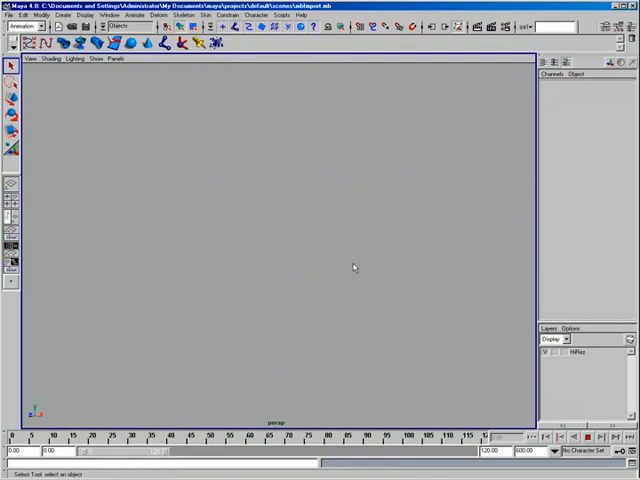 Maya 4.0: C:\Documents and Settings\Administrator\My Documents\maya\projects\default\scenes\mbImport.mb
File Edit Modify Create Display Window Animate Deform Skeleton Skin Constrain Character Scripts Help
Animation Objects sel=
View Shading Lighting Show Panels
Channels Object
Layers Options
Display
V HiRez
persp
0 5 10 15 20 25 30 35 40 45 50 55 60 65 70 75 80 85 90 95 100 105 110 115 12
0.00 0.00 120.00 600.00 No Character Set
Select Tool: select an object